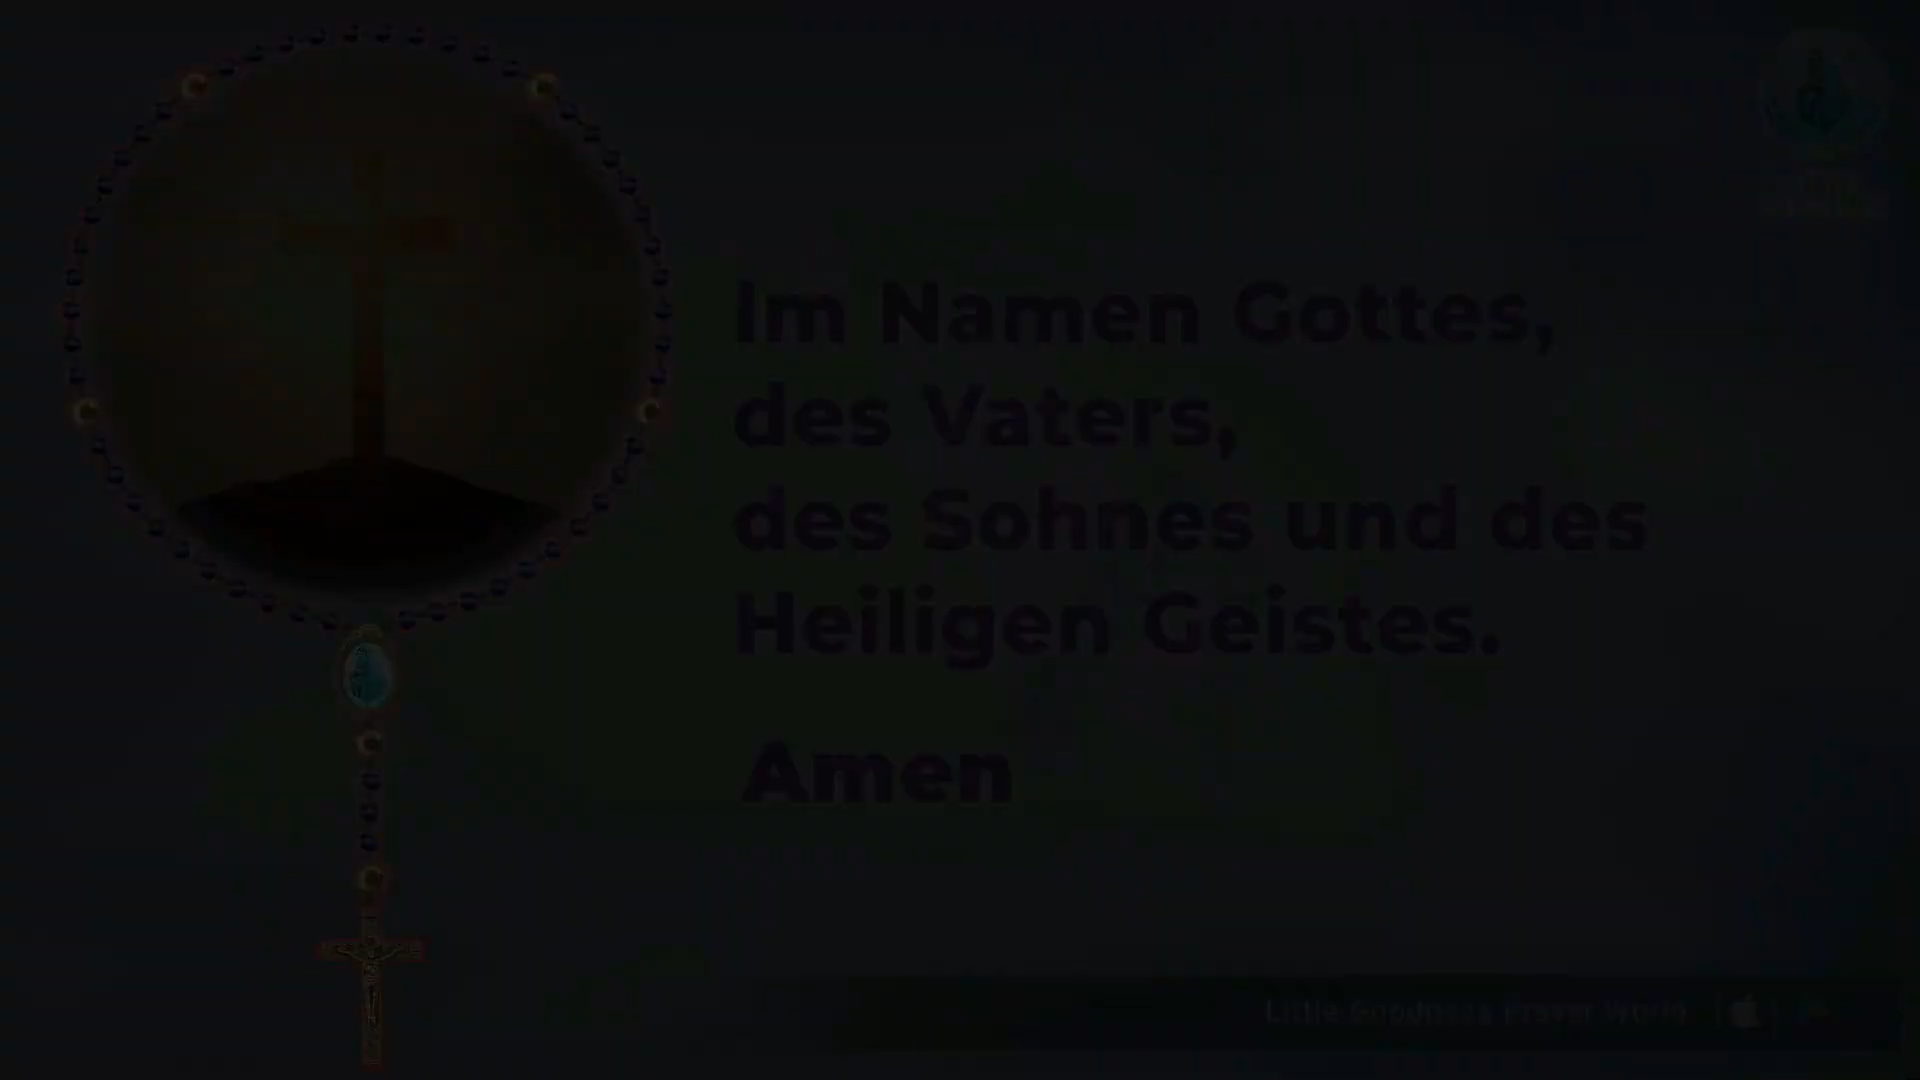 Im Namen Gottes,
des Vaters,
des Sohnes und des
Heiligen Geistes.
Amen
Little Goodness Prayer World